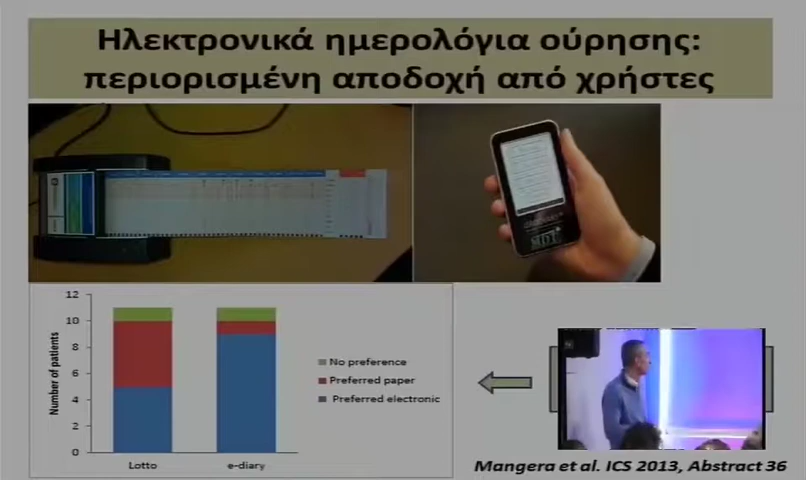 Ηλεκτρονικά ημερολόγια ούρησης:
περιορισμένη αποδοχή από χρήστες
MDT
12
10
8
6
4
2
0
Number of patients
Lotto
e-diary
No preference
Preferred paper
Preferred electronic
Mangera et al. ICS 2013, Abstract 36